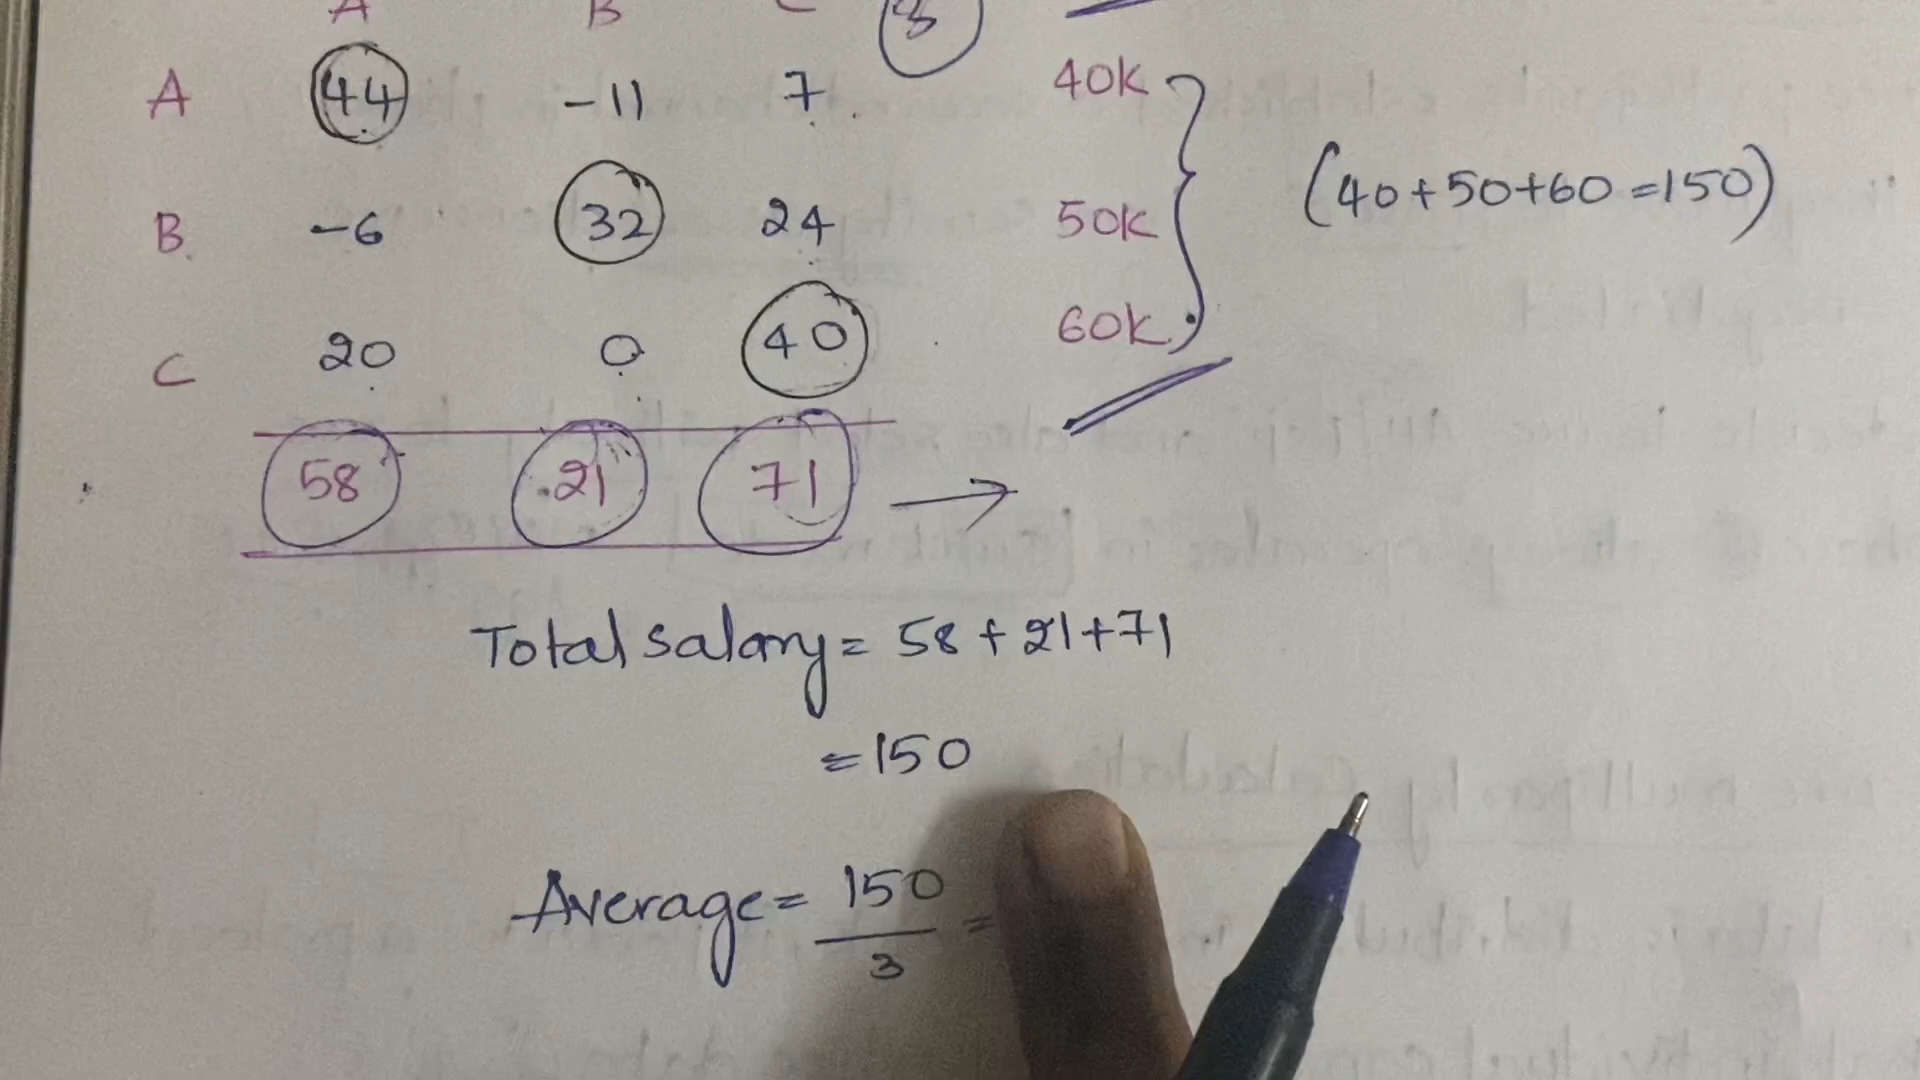 A B C 3
A 44 -11 7 40K
(40+50+60=150)
B -6 32 24 50K
C 20 0 40 60K
58 21 71 →
Total salary = 58 + 21 + 71
= 150
Average = 150/3 =